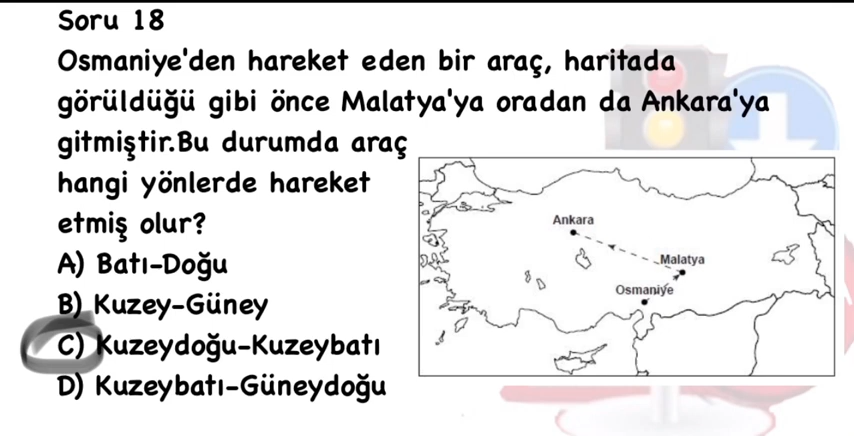 Soru 18
Osmaniye'den hareket eden bir araç, haritada
görüldüğü gibi önce Malatya'ya oradan da Ankara'ya
gitmiştir.Bu durumda araç
hangi yönlerde hareket
etmiş olur?
A) Batı-Doğu
B) Kuzey-Güney
C) Kuzeydoğu-Kuzeybatı
D) Kuzeybatı-Güneydoğu
Ankara
Malatya
Osmaniye